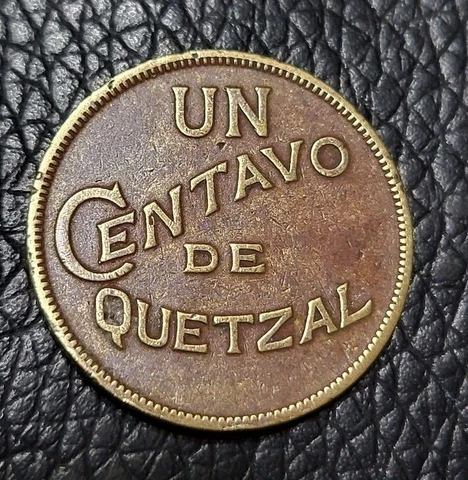 UN
CENTAVO
DE
QUETZAL